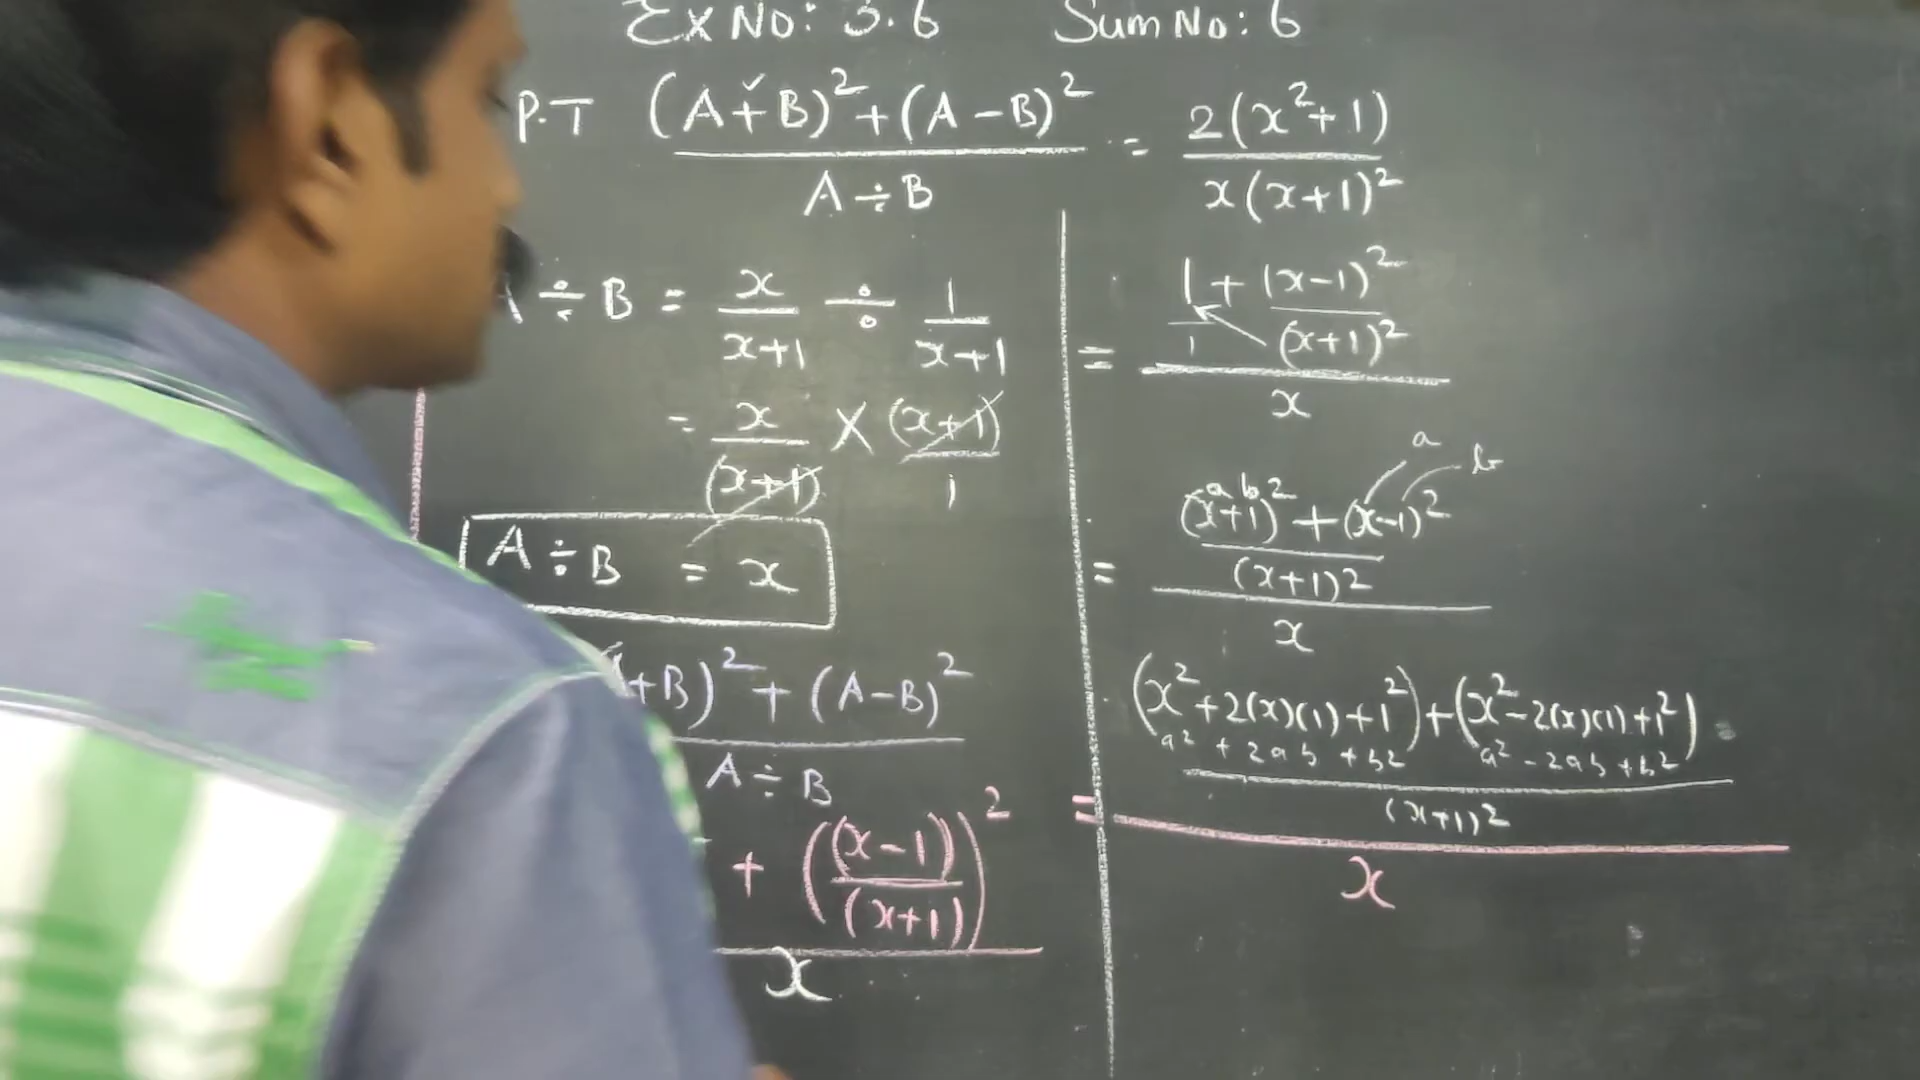 Ex No: 3.6 Sum No: 6
P.T (A+B)² + (A-B)² / A÷B = 2(x²+1) / x(x+1)²
÷ B = x/(x+1) ÷ 1/(x+1)
= x/(x+1) × (x+1)/1
A÷B = x
+B)² + (A-B)² / A÷B
+ ((x-1)/(x+1))²
x
= 1/1 + (x-1)²/(x+1)² / x
a b
a b
= (x+1)² + (x-1)² / (x+1)² / x
= (x²+2(x)(1)+1²)+(x²-2(x)(1)+1²)
a² + 2ab + b² a² - 2ab + b²
(x+1)²
x